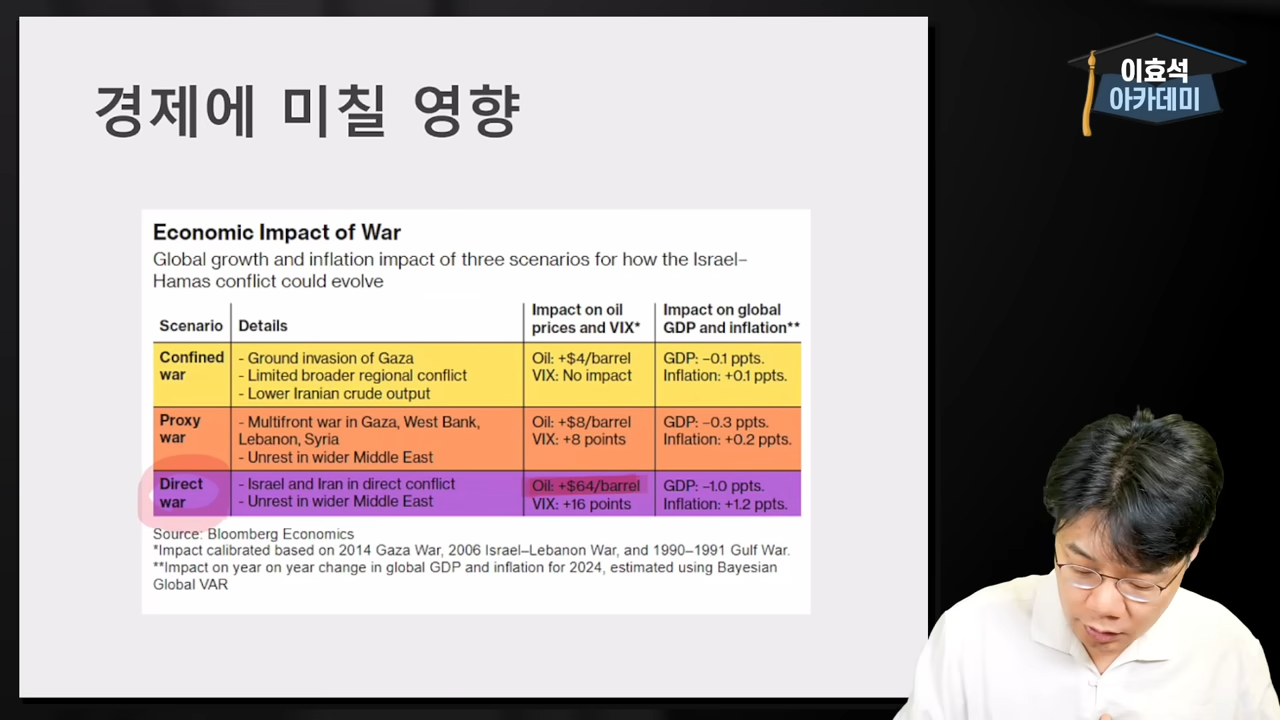 경제에 미칠 영향
이효석
아카데미
Economic Impact of War
Global growth and inflation impact of three scenarios for how the Israel–
Hamas conflict could evolve
Scenario
Details
Impact on oil
prices and VIX*
Impact on global
GDP and inflation**
Confined
war
- Ground invasion of Gaza
- Limited broader regional conflict
- Lower Iranian crude output
Oil: +$4/barrel
VIX: No impact
GDP: –0.1 ppts.
Inflation: +0.1 ppts.
Proxy
war
- Multifront war in Gaza, West Bank,
Lebanon, Syria
- Unrest in wider Middle East
Oil: +$8/barrel
VIX: +8 points
GDP: –0.3 ppts.
Inflation: +0.2 ppts.
Direct
war
- Israel and Iran in direct conflict
- Unrest in wider Middle East
Oil: +$64/barrel
VIX: +16 points
GDP: –1.0 ppts.
Inflation: +1.2 ppts.
Source: Bloomberg Economics
*Impact calibrated based on 2014 Gaza War, 2006 Israel–Lebanon War, and 1990–1991 Gulf War.
**Impact on year on year change in global GDP and inflation for 2024, estimated using Bayesian
Global VAR